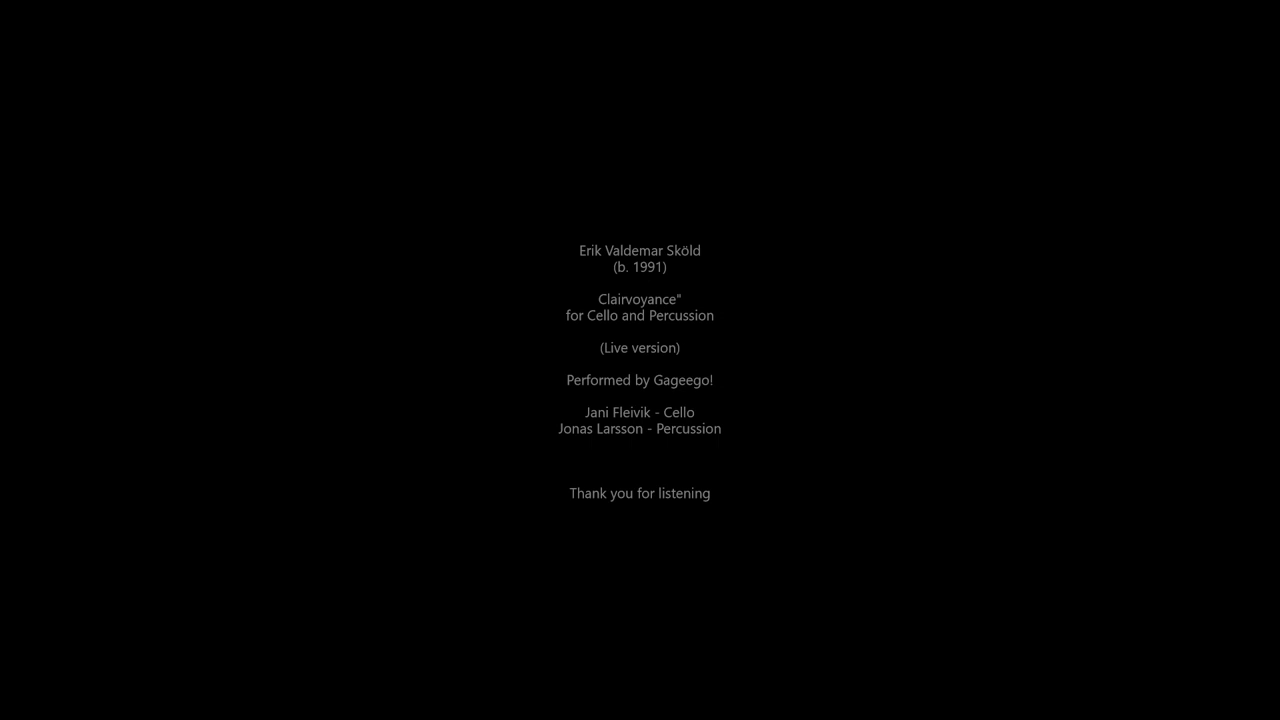 Erik Valdemar Sköld
(b. 1991)
Clairvoyance"
for Cello and Percussion
(Live version)
Performed by Gageego!
Jani Fleivik - Cello
Jonas Larsson - Percussion
Thank you for listening